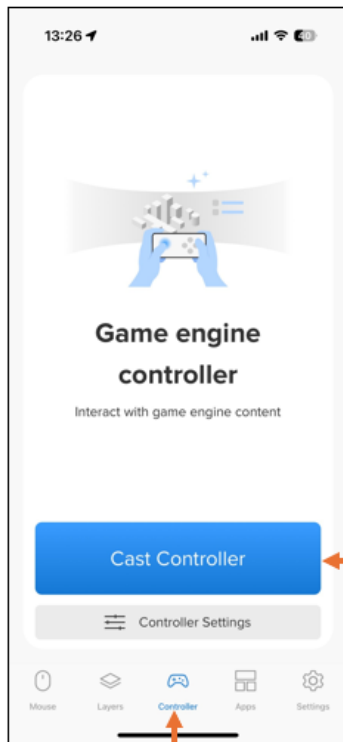 13:26
40
Game engine
controller
Interact with game engine content
Cast Controller
Controller Settings
Mouse Layers Controller Apps Settings